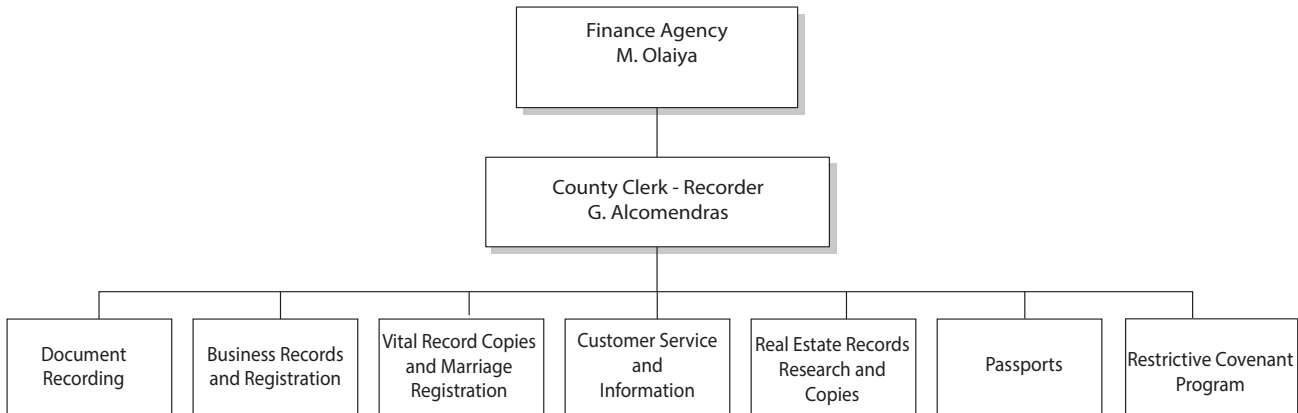 Finance Agency
M. Olaiya
County Clerk - Recorder
G. Alcomendras
Document
Recording
Business Records
and Registration
Vital Record Copies
and Marriage
Registration
Customer Service
and
Information
Real Estate Records
Research and
Copies
Passports
Restrictive Covenant
Program